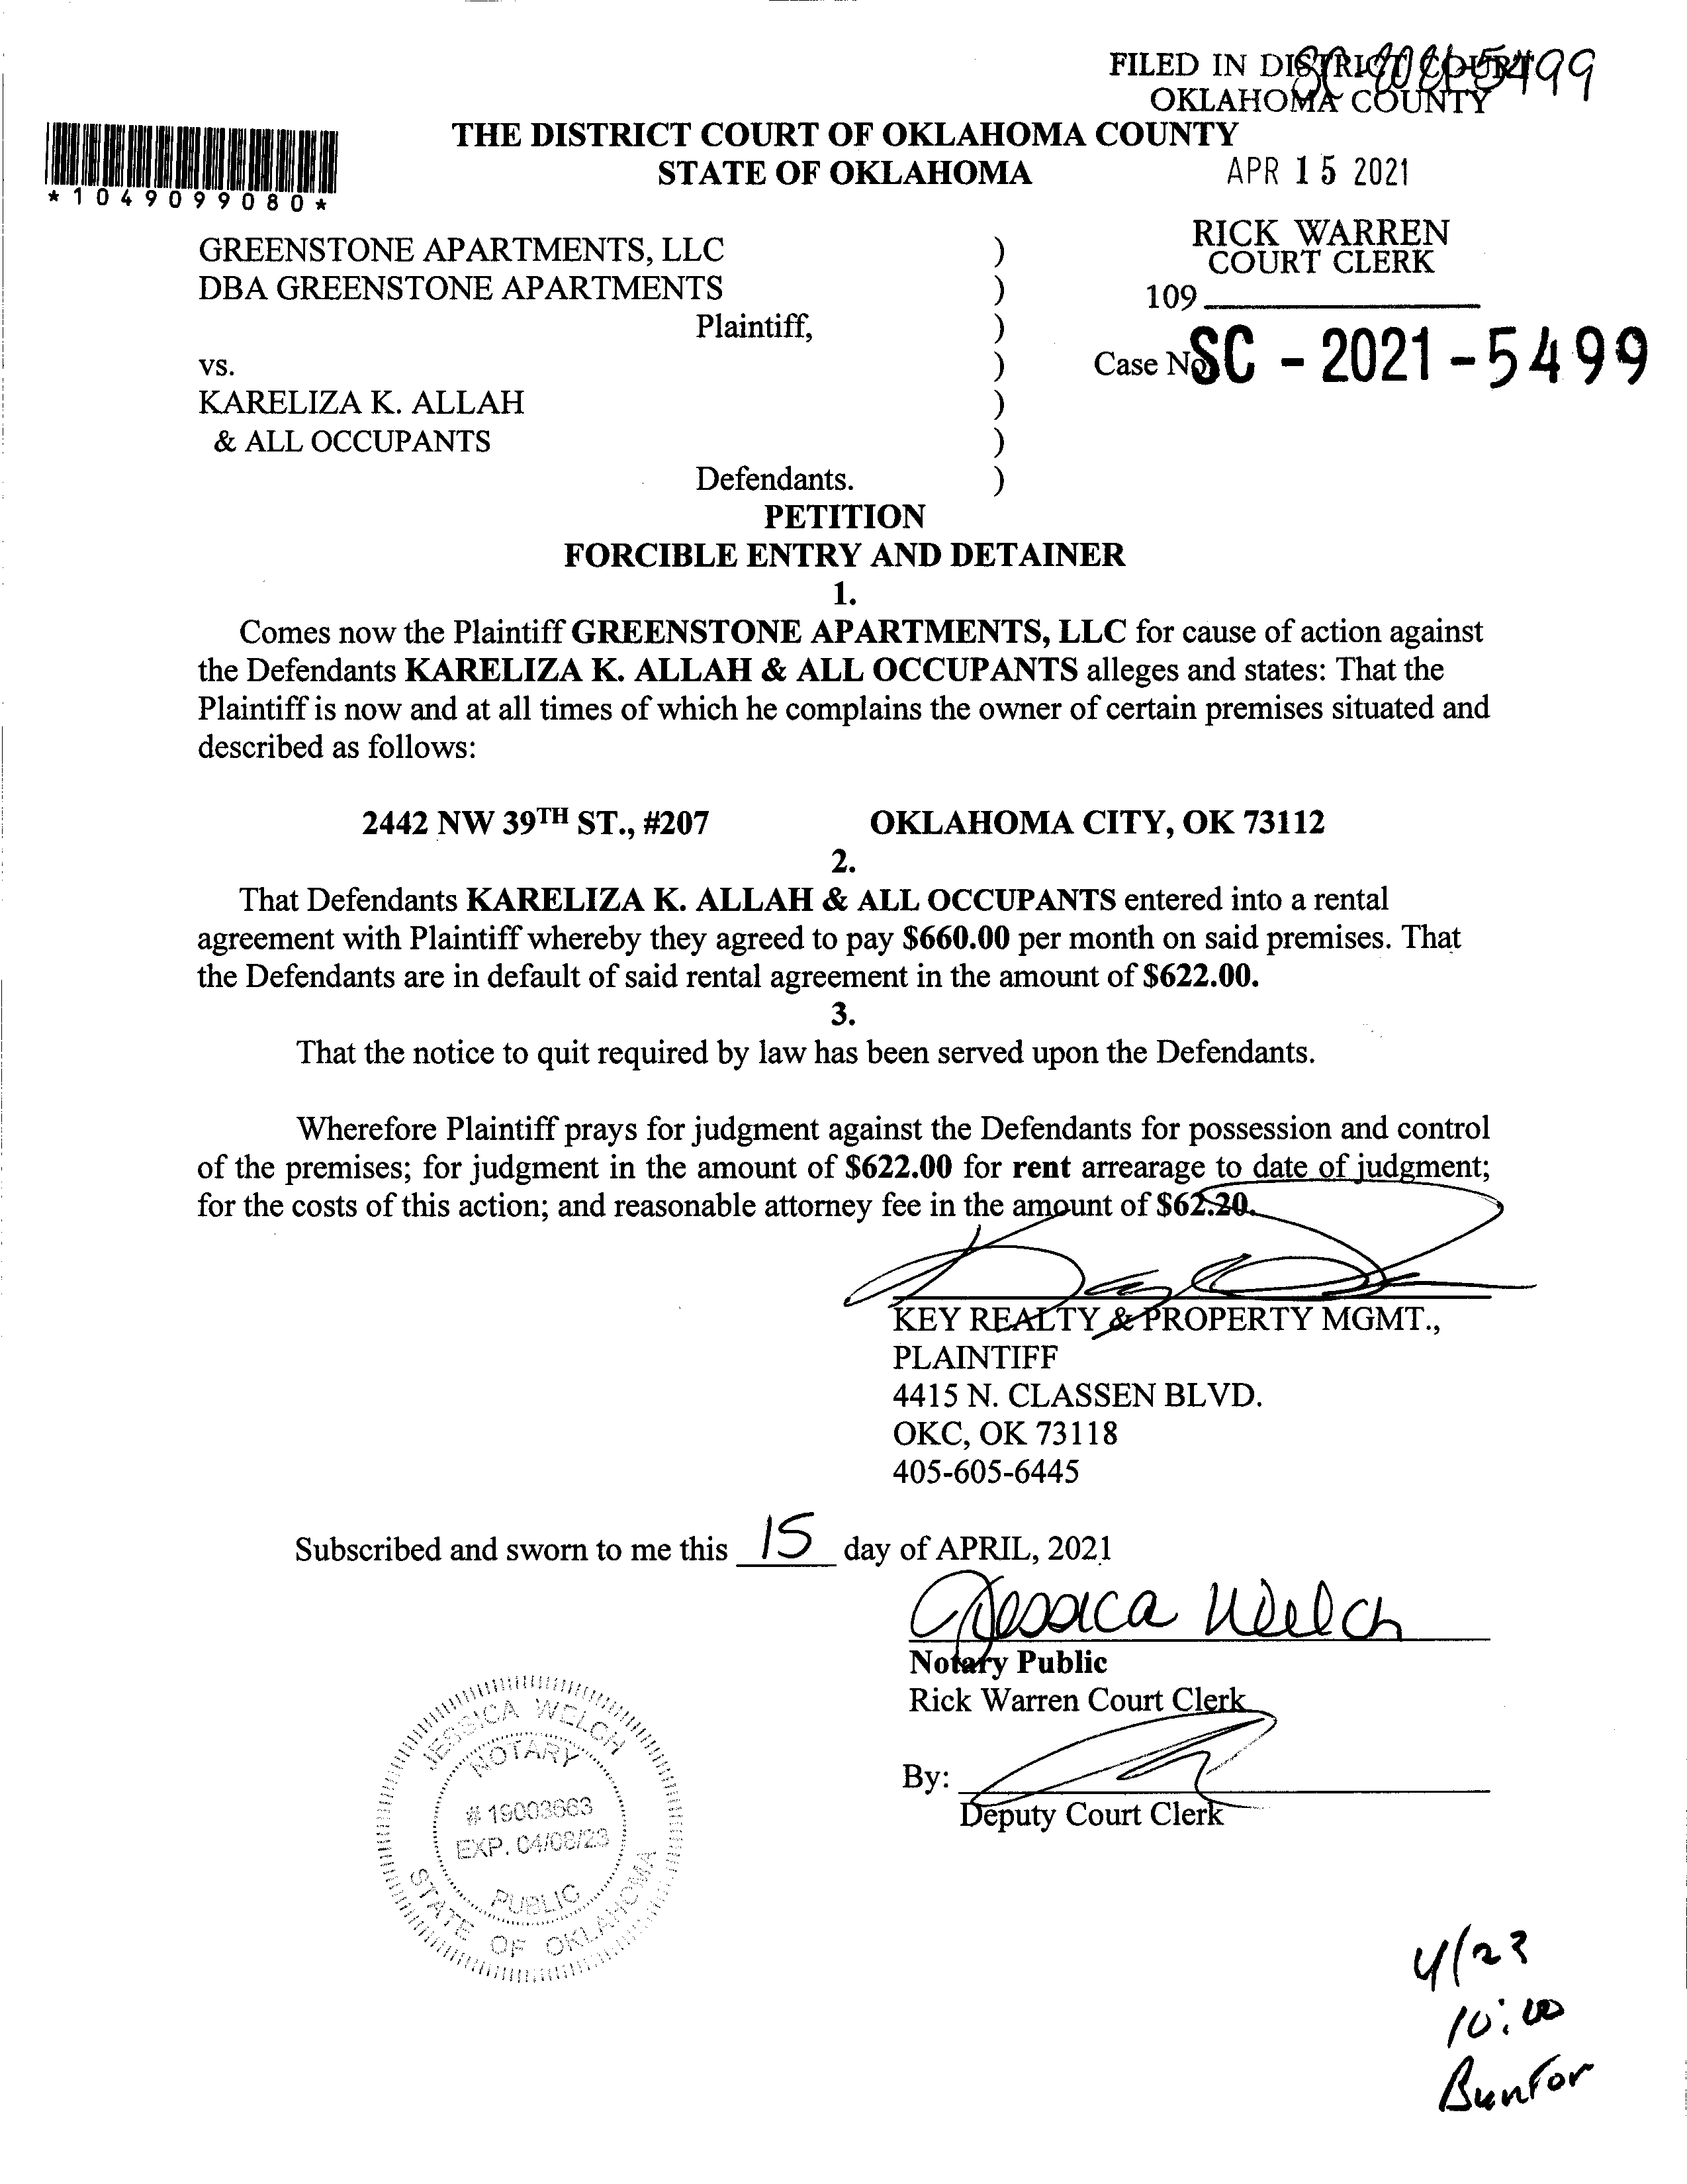 FILED IN DISTRICT COURT
OKLAHOMA COUNTY
5499
THE DISTRICT COURT OF OKLAHOMA COUNTY
STATE OF OKLAHOMA
APR 15 2021
*1049099080*
RICK WARREN
COURT CLERK
109
GREENSTONE APARTMENTS, LLC )
DBA GREENSTONE APARTMENTS )
Plaintiff, )
vs. )
Case No SC - 2021 - 5499
KARELIZA K. ALLAH )
& ALL OCCUPANTS )
Defendants. )
PETITION
FORCIBLE ENTRY AND DETAINER
1.
Comes now the Plaintiff GREENSTONE APARTMENTS, LLC for cause of action against
the Defendants KARELIZA K. ALLAH & ALL OCCUPANTS alleges and states: That the
Plaintiff is now and at all times of which he complains the owner of certain premises situated and
described as follows:
2442 NW 39TH ST., #207 OKLAHOMA CITY, OK 73112
2.
That Defendants KARELIZA K. ALLAH & ALL OCCUPANTS entered into a rental
agreement with Plaintiff whereby they agreed to pay $660.00 per month on said premises. That
the Defendants are in default of said rental agreement in the amount of $622.00.
3.
That the notice to quit required by law has been served upon the Defendants.
Wherefore Plaintiff prays for judgment against the Defendants for possession and control
of the premises; for judgment in the amount of $622.00 for rent arrearage to date of judgment;
for the costs of this action; and reasonable attorney fee in the amount of $62.20.
KEY REALTY & PROPERTY MGMT.,
PLAINTIFF
4415 N. CLASSEN BLVD.
OKC, OK 73118
405-605-6445
Subscribed and sworn to me this 15 day of APRIL, 2021
Jessica Welch
Notary Public
Rick Warren Court Clerk
By:
Deputy Court Clerk
JESSICA WELCH
NOTARY
# 19003663
EXP. 04/08/23
PUBLIC
STATE OF OKLAHOMA
4/23
10:00